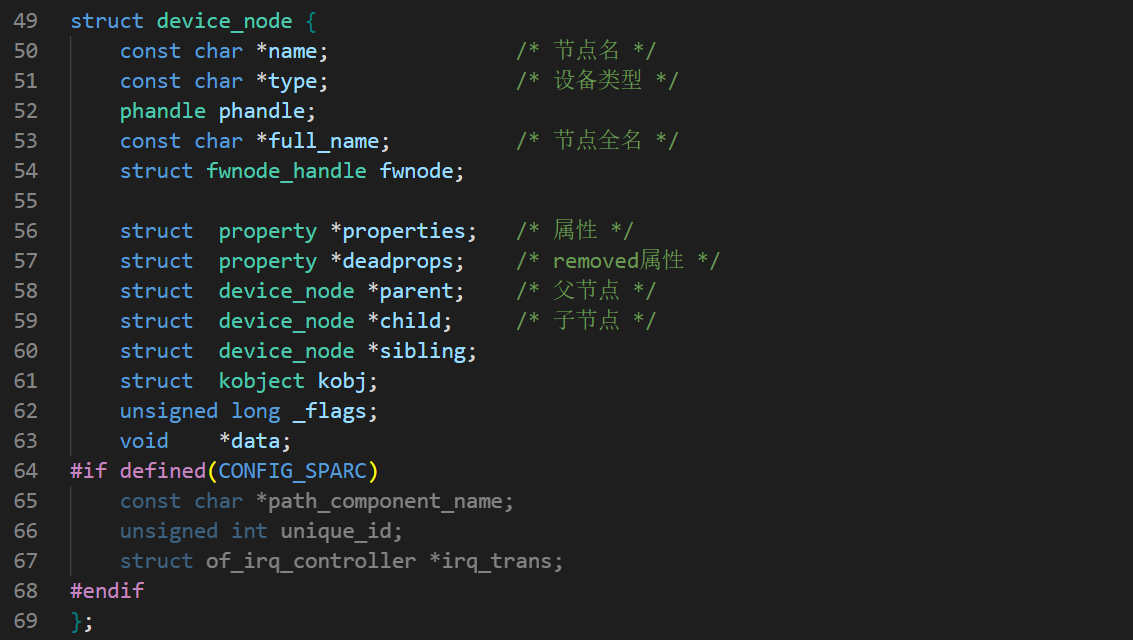 49 struct device_node {
50     const char *name;               /* 节点名 */
51     const char *type;               /* 设备类型 */
52     phandle phandle;
53     const char *full_name;          /* 节点全名 */
54     struct fwnode_handle fwnode;
55
56     struct  property *properties;   /* 属性 */
57     struct  property *deadprops;    /* removed属性 */
58     struct  device_node *parent;    /* 父节点 */
59     struct  device_node *child;     /* 子节点 */
60     struct  device_node *sibling;
61     struct  kobject kobj;
62     unsigned long _flags;
63     void    *data;
64 #if defined(CONFIG_SPARC)
65     const char *path_component_name;
66     unsigned int unique_id;
67     struct of_irq_controller *irq_trans;
68 #endif
69 };